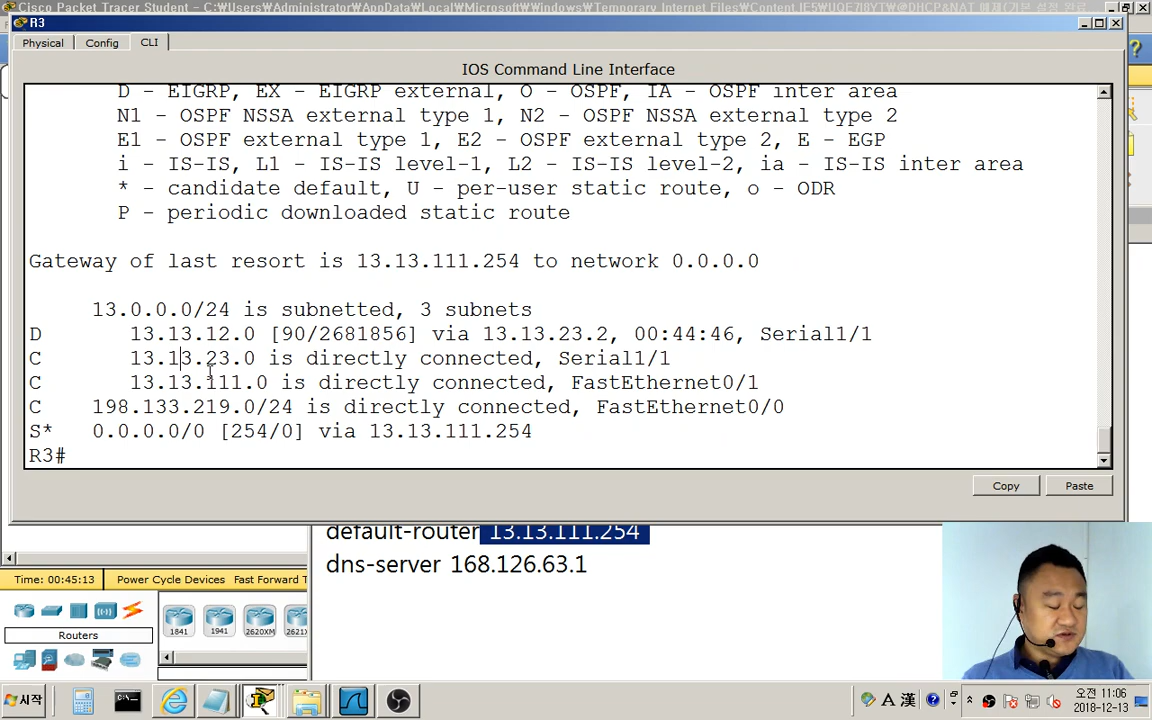 Cisco Packet Tracer Student - C:₩Users₩Administrator₩AppData₩Local₩Microsoft₩Windows₩Temporary Internet Files₩Content
R3
Physical Config CLI
IOS Command Line Interface
D - EIGRP, EX - EIGRP external, O - OSPF, IA - OSPF inter area
N1 - OSPF NSSA external type 1, N2 - OSPF NSSA external type 2
E1 - OSPF external type 1, E2 - OSPF external type 2, E - EGP
i - IS-IS, L1 - IS-IS level-1, L2 - IS-IS level-2, ia - IS-IS inter area
* - candidate default, U - per-user static route, o - ODR
P - periodic downloaded static route
Gateway of last resort is 13.13.111.254 to network 0.0.0.0
13.0.0.0/24 is subnetted, 3 subnets
D 13.13.12.0 [90/2681856] via 13.13.23.2, 00:44:46, Serial1/1
C 13.13.23.0 is directly connected, Serial1/1
C 13.13.111.0 is directly connected, FastEthernet0/1
C 198.133.219.0/24 is directly connected, FastEthernet0/0
S* 0.0.0.0/0 [254/0] via 13.13.111.254
R3#
Copy Paste
default-router 13.13.111.254
dns-server 168.126.63.1
Time: 00:45:13 Power Cycle Devices Fast Forward T
Routers
1841 1941 2620XM 2621X
시작
A 漢
오전 11:06
2018-12-13